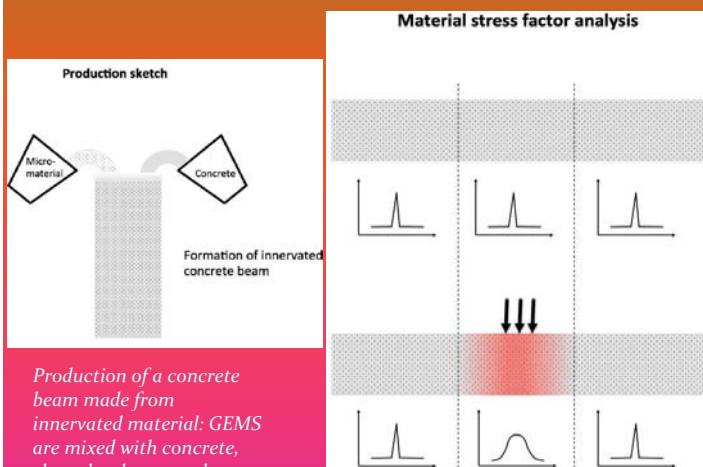 Material stress factor analysis
Production sketch
Micro-
material
Concrete
Formation of innervated
concrete beam
Production of a concrete
beam made from
innervated material: GEMS
are mixed with concrete,